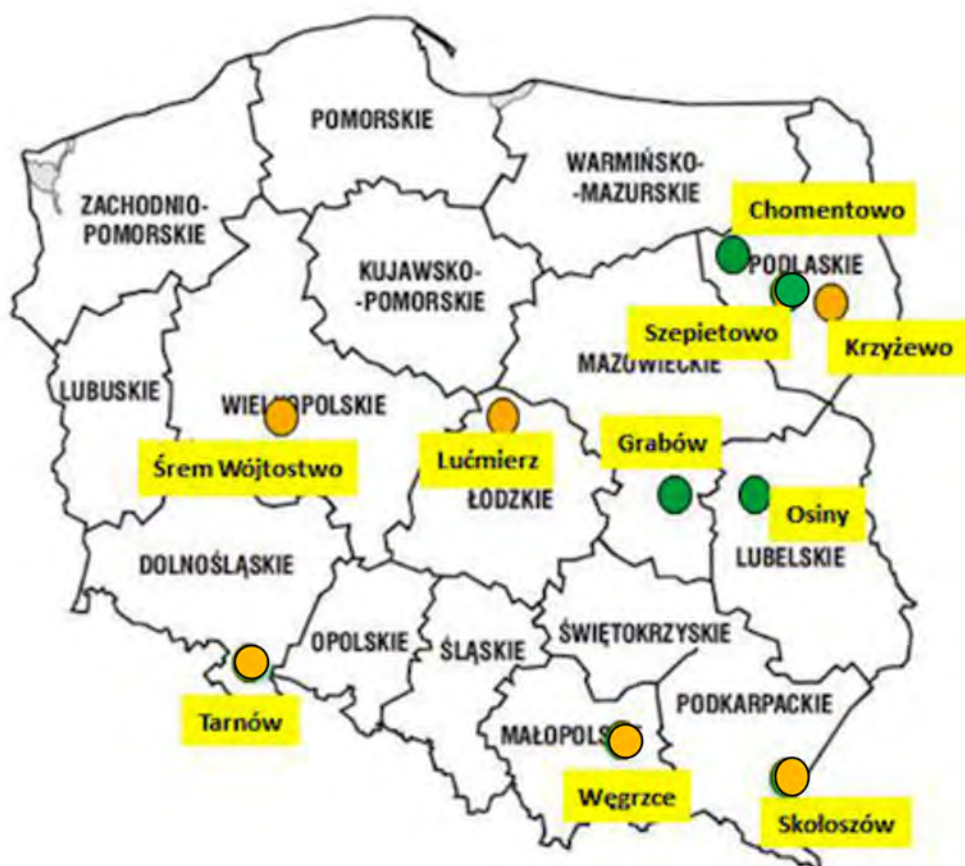 POMORSKIE
WARMIŃSKO-
-MAZURSKIE
ZACHODNIO-
POMORSKIE
Chomentowo
PODLASKIE
KUJAWSKO-
-POMORSKIE
Szepietowo
Krzyżewo
MAZOWIECKIE
LUBUSKIE
WIELKOPOLSKIE
Grabów
Śrem Wójtostwo
Lućmierz
ŁÓDZKIE
Osiny
LUBELSKIE
DOLNOŚLĄSKIE
OPOLSKIE
ŚLĄSKIE
ŚWIĘTOKRZYSKIE
Tarnów
PODKARPACKIE
MAŁOPOLSKIE
Węgrzce
Skołoszów